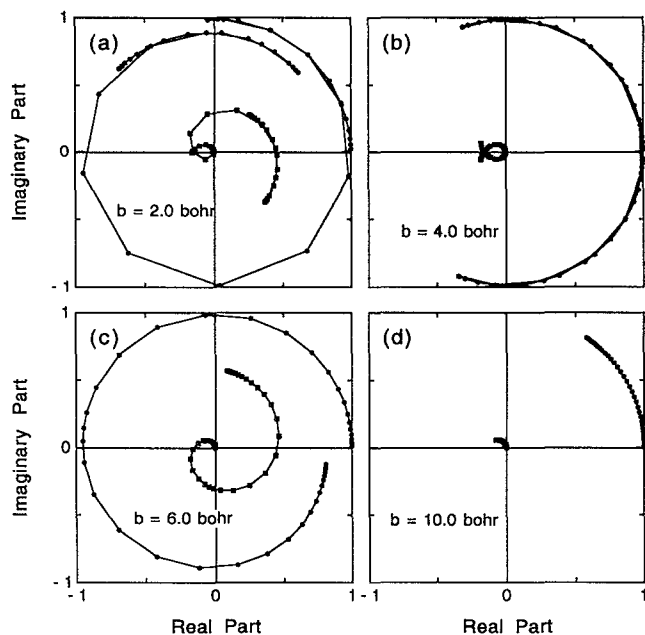 1
(a)
(b)
Imaginary Part
0
b = 2.0 bohr
b = 4.0 bohr
- 1
1
(c)
(d)
Imaginary Part
0
b = 6.0 bohr
b = 10.0 bohr
- 1
- 1 0 1 - 1 0 1
Real Part Real Part